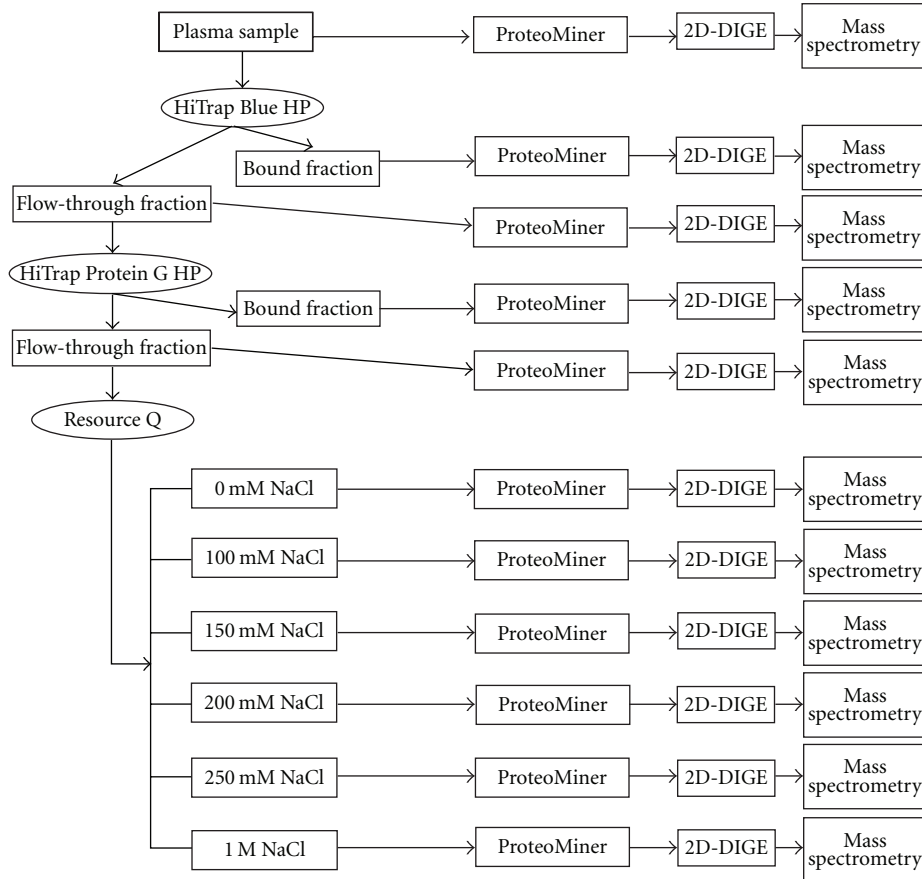 Plasma sample
ProteoMiner
2D-DIGE
Mass
spectrometry
HiTrap Blue HP
Bound fraction
ProteoMiner
2D-DIGE
Mass
spectrometry
Flow-through fraction
ProteoMiner
2D-DIGE
Mass
spectrometry
HiTrap Protein G HP
Bound fraction
ProteoMiner
2D-DIGE
Mass
spectrometry
Flow-through fraction
ProteoMiner
2D-DIGE
Mass
spectrometry
Resource Q
0 mM NaCl
ProteoMiner
2D-DIGE
Mass
spectrometry
100 mM NaCl
ProteoMiner
2D-DIGE
Mass
spectrometry
150 mM NaCl
ProteoMiner
2D-DIGE
Mass
spectrometry
200 mM NaCl
ProteoMiner
2D-DIGE
Mass
spectrometry
250 mM NaCl
ProteoMiner
2D-DIGE
Mass
spectrometry
1 M NaCl
ProteoMiner
2D-DIGE
Mass
spectrometry